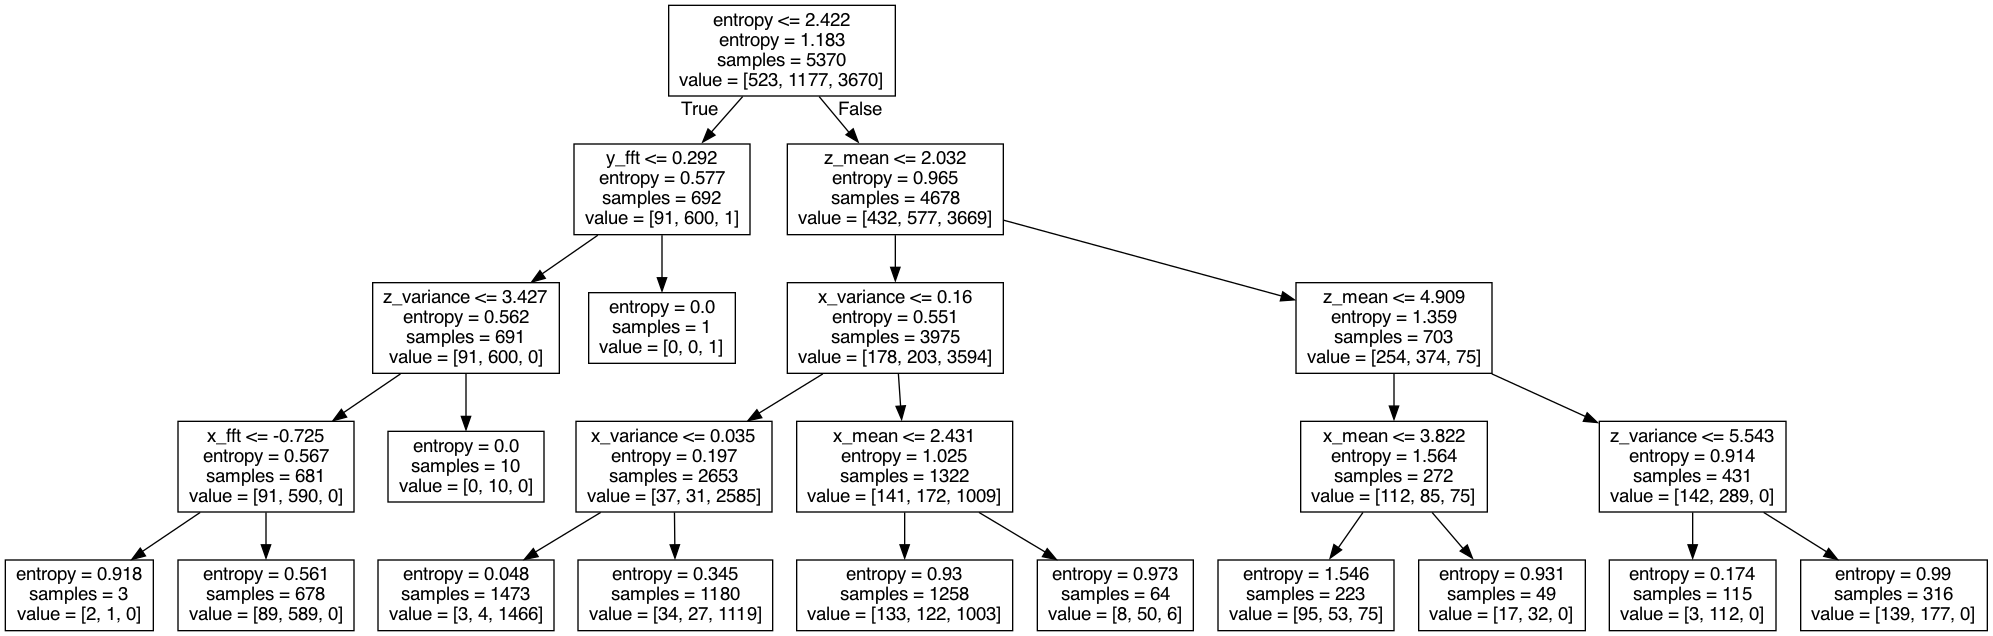 entropy <= 2.422
entropy = 1.183
samples = 5370
value = [523, 1177, 3670]
True
False
y_fft <= 0.292
entropy = 0.577
samples = 692
value = [91, 600, 1]
z_mean <= 2.032
entropy = 0.965
samples = 4678
value = [432, 577, 3669]
z_variance <= 3.427
entropy = 0.562
samples = 691
value = [91, 600, 0]
entropy = 0.0
samples = 1
value = [0, 0, 1]
x_variance <= 0.16
entropy = 0.551
samples = 3975
value = [178, 203, 3594]
z_mean <= 4.909
entropy = 1.359
samples = 703
value = [254, 374, 75]
x_fft <= -0.725
entropy = 0.567
samples = 681
value = [91, 590, 0]
entropy = 0.0
samples = 10
value = [0, 10, 0]
x_variance <= 0.035
entropy = 0.197
samples = 2653
value = [37, 31, 2585]
x_mean <= 2.431
entropy = 1.025
samples = 1322
value = [141, 172, 1009]
x_mean <= 3.822
entropy = 1.564
samples = 272
value = [112, 85, 75]
z_variance <= 5.543
entropy = 0.914
samples = 431
value = [142, 289, 0]
entropy = 0.918
samples = 3
value = [2, 1, 0]
entropy = 0.561
samples = 678
value = [89, 589, 0]
entropy = 0.048
samples = 1473
value = [3, 4, 1466]
entropy = 0.345
samples = 1180
value = [34, 27, 1119]
entropy = 0.93
samples = 1258
value = [133, 122, 1003]
entropy = 0.973
samples = 64
value = [8, 50, 6]
entropy = 1.546
samples = 223
value = [95, 53, 75]
entropy = 0.931
samples = 49
value = [17, 32, 0]
entropy = 0.174
samples = 115
value = [3, 112, 0]
entropy = 0.99
samples = 316
value = [139, 177, 0]